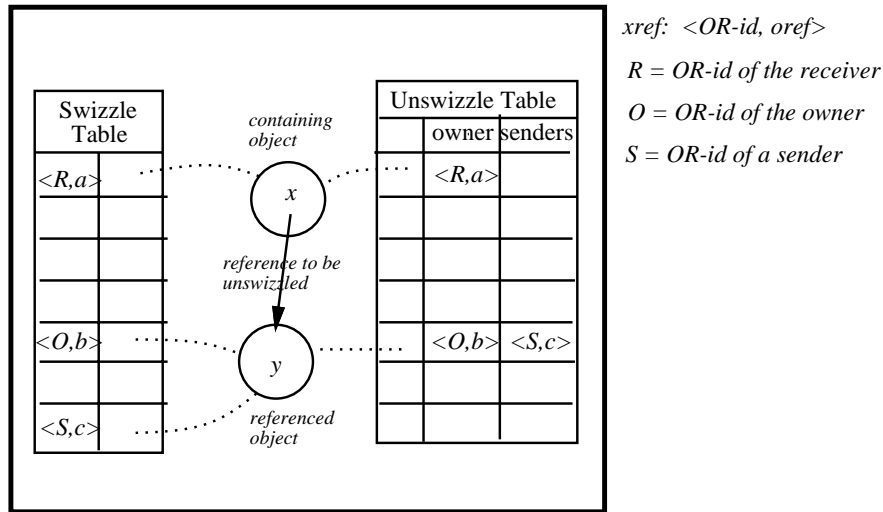 xref: <OR-id, oref>
R = OR-id of the receiver
O = OR-id of the owner
S = OR-id of a sender
Swizzle
Table
<R,a>
<O,b>
<S,c>
containing
object
x
reference to be
unswizzled
y
referenced
object
Unswizzle Table
owner senders
<R,a>
<O,b> <S,c>